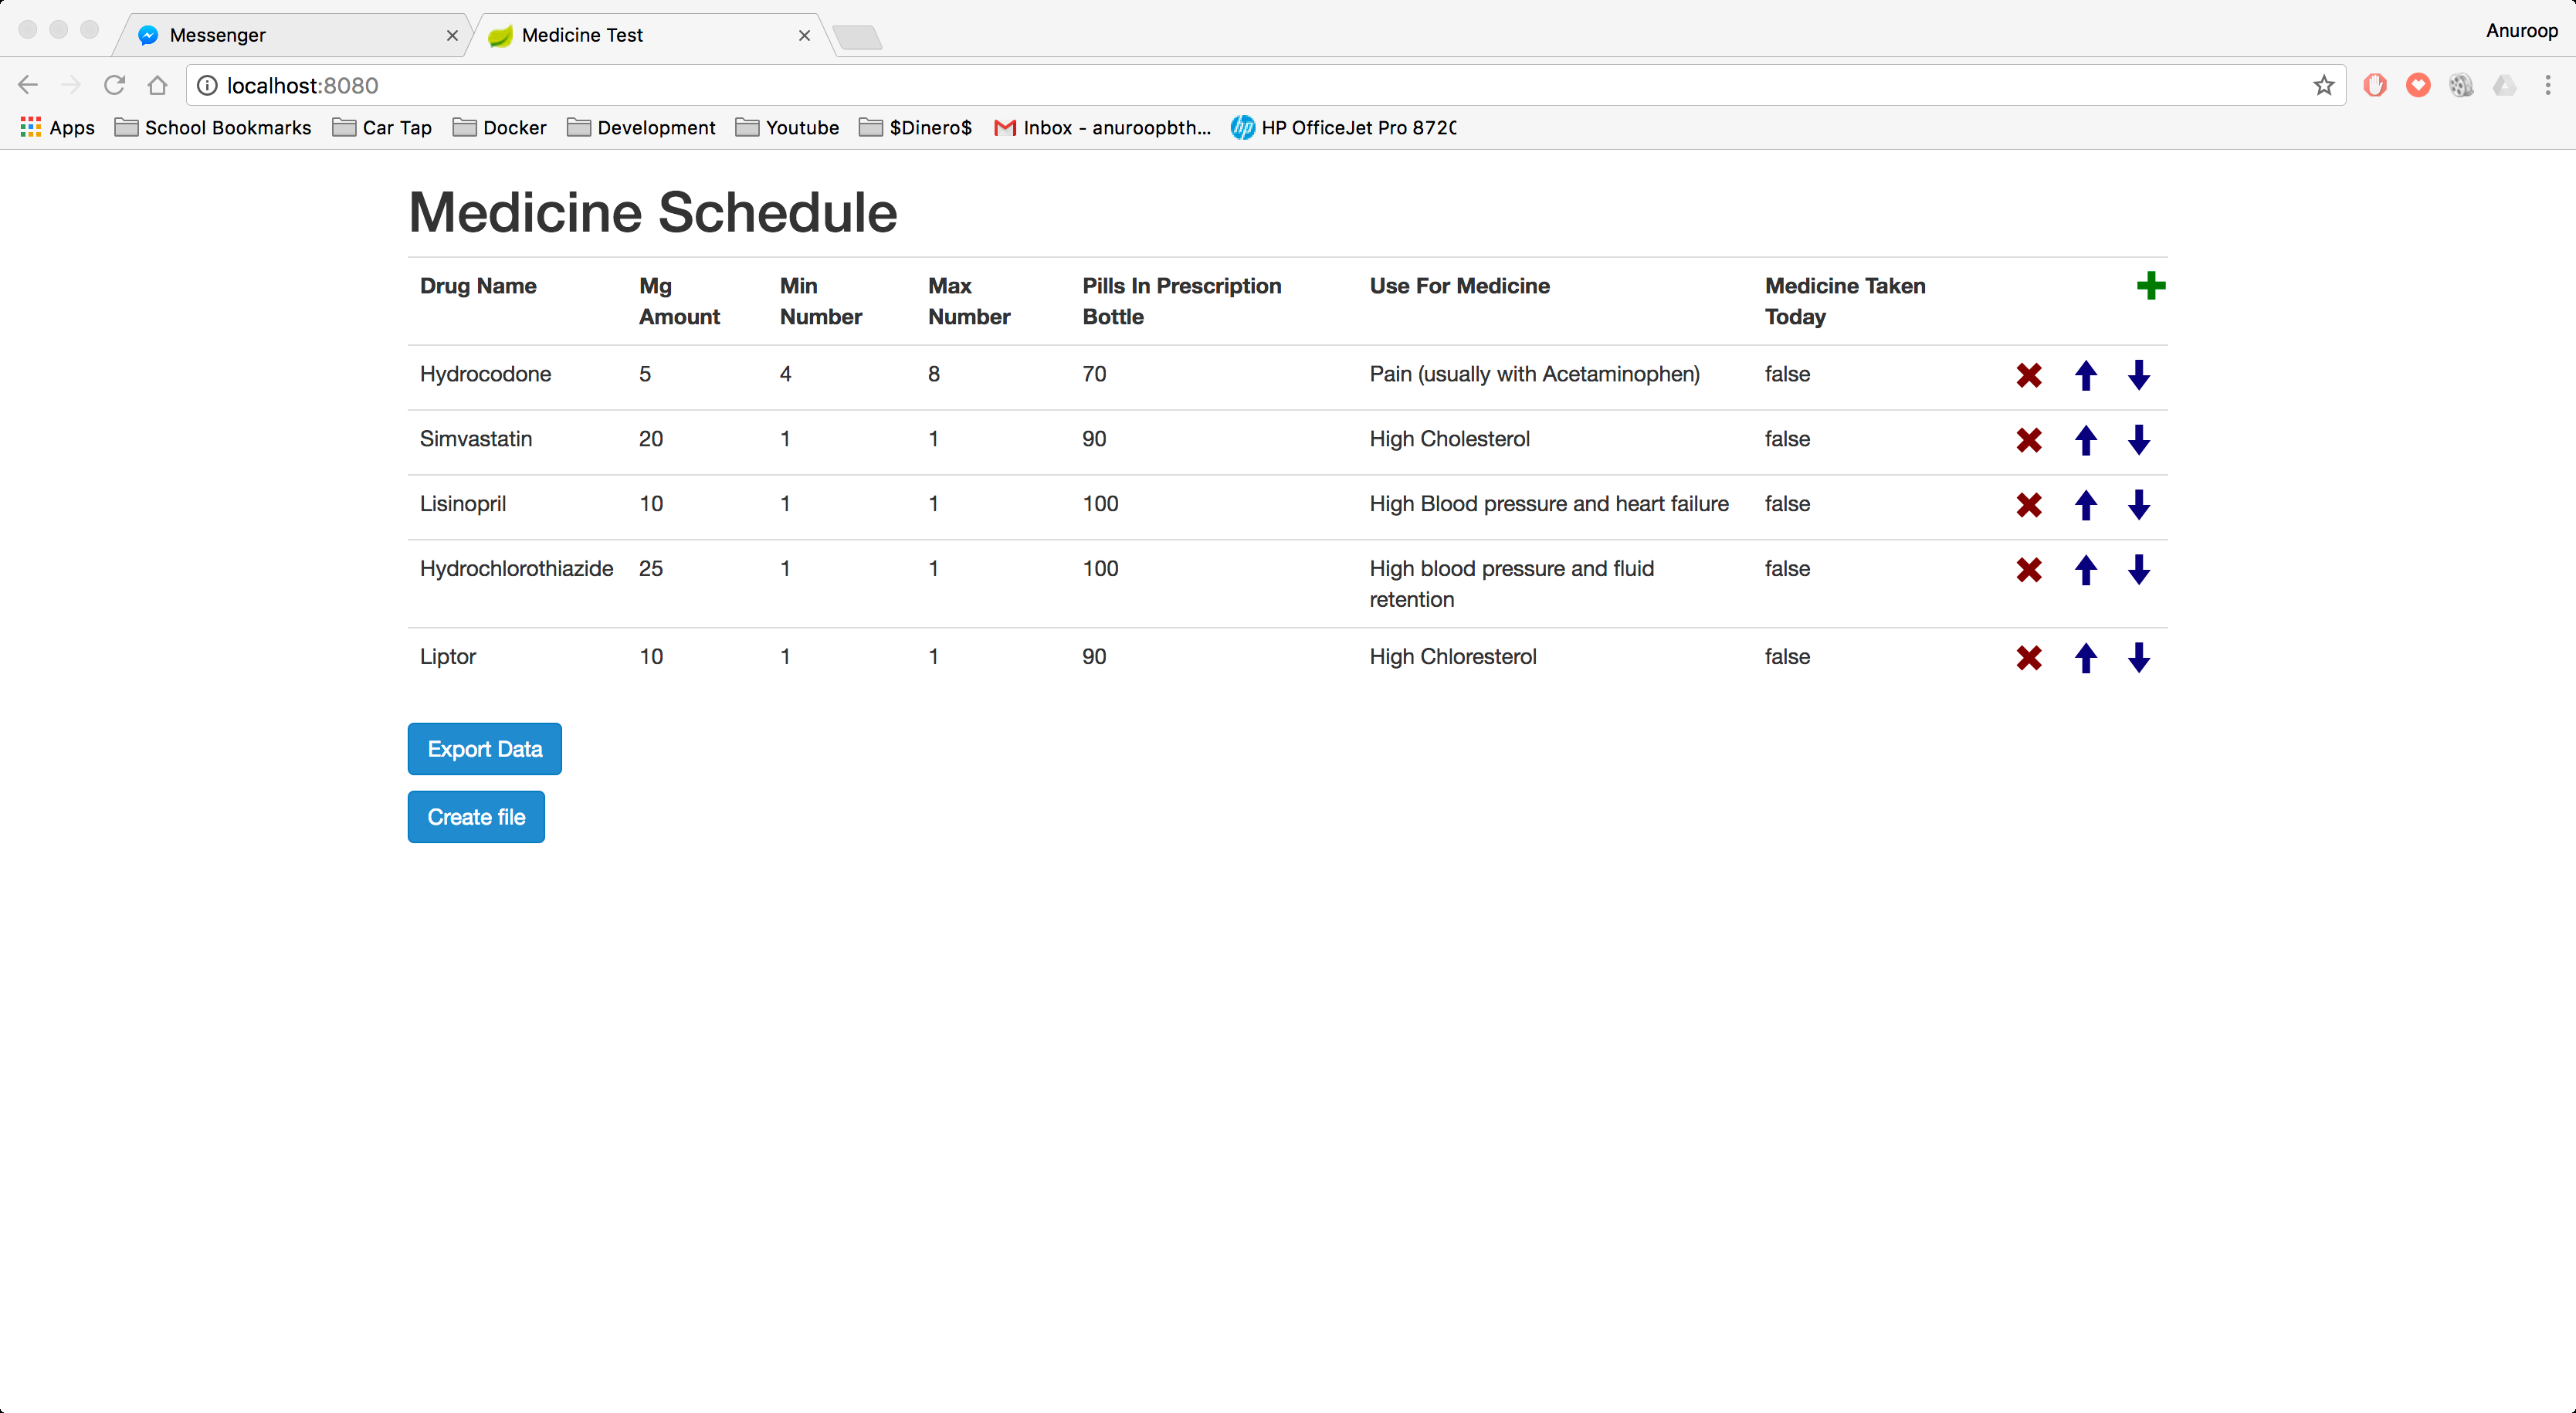 Messenger
Medicine Test
Anuroop
localhost:8080
Apps School Bookmarks Car Tap Docker Development Youtube $Dinero$ Inbox - anuroopbth... HP OfficeJet Pro 872
Medicine Schedule
Drug Name Mg Amount Min Number Max Number Pills In Prescription Bottle Use For Medicine Medicine Taken Today
Hydrocodone 5 4 8 70 Pain (usually with Acetaminophen) false
Simvastatin 20 1 1 90 High Cholesterol false
Lisinopril 10 1 1 100 High Blood pressure and heart failure false
Hydrochlorothiazide 25 1 1 100 High blood pressure and fluid retention false
Liptor 10 1 1 90 High Chloresterol false
Export Data
Create file